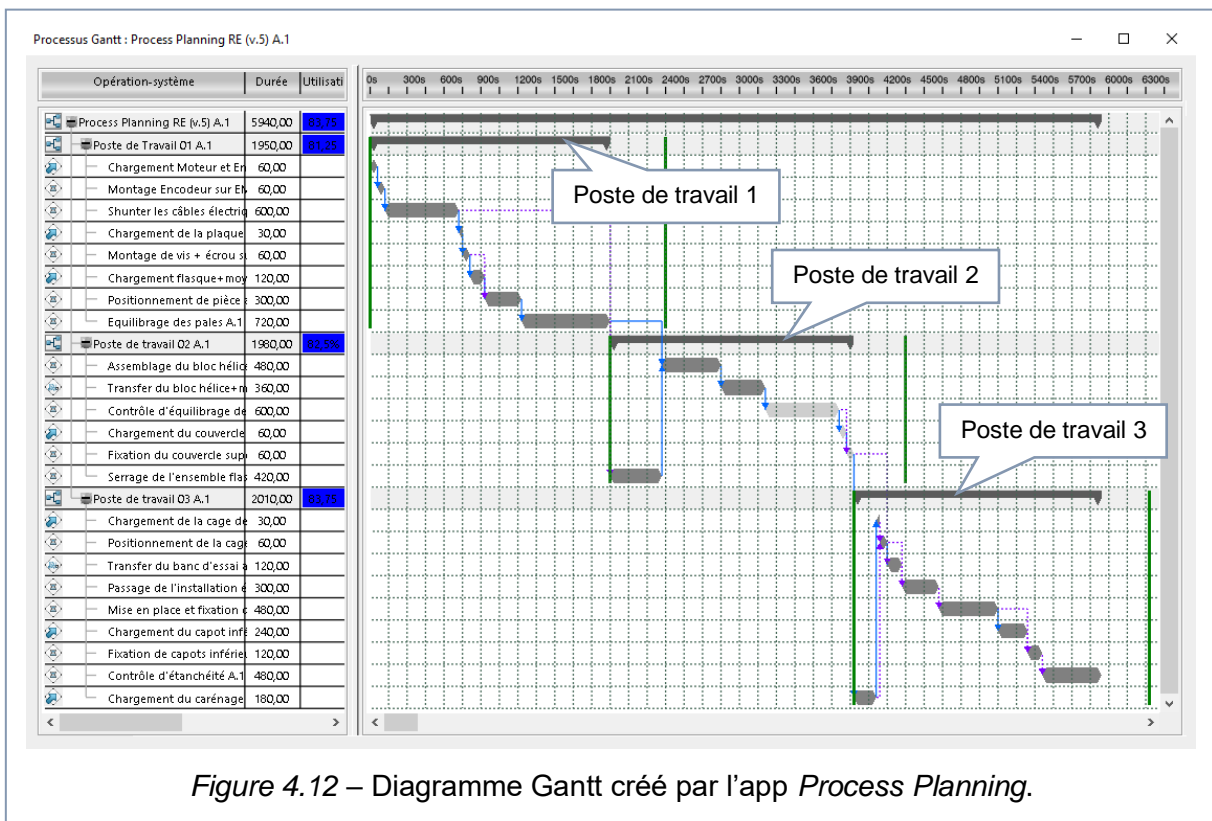 Processus Gantt : Process Planning RE (v.5) A.1
Opération-système Durée Utilisati
0s 300s 600s 900s 1200s 1500s 1800s 2100s 2400s 2700s 3000s 3300s 3600s 3900s 4200s 4500s 4800s 5100s 5400s 5700s 6000s 6300s
Process Planning RE (v.5) A.1 5940,00 83,75
Poste de Travail 01 A.1 1950,00 81,25
Chargement Moteur et En 60,00
Montage Encodeur sur EM 60,00
Shunter les câbles électriq 600,00
Chargement de la plaque 30,00
Montage de vis + écrou su 60,00
Chargement flasque+moy 120,00
Positionnement de pièce 300,00
Equilibrage des pales A.1 720,00
Poste de travail 02 A.1 1980,00 82,5%
Assemblage du bloc hélice 480,00
Transfer du bloc hélice+m 360,00
Contrôle d'équilibrage de 600,00
Chargement du couvercle 60,00
Fixation du couvercle sup 60,00
Serrage de l'ensemble flas 420,00
Poste de travail 03 A.1 2010,00 83,75
Chargement de la cage de 30,00
Positionnement de la cage 60,00
Transfer du banc d'essai a 120,00
Passage de l'installation é 300,00
Mise en place et fixation 480,00
Chargement du capot infé 240,00
Fixation de capots inférieu 120,00
Contrôle d'étanchéité A.1 480,00
Chargement du carénage 180,00
Poste de travail 1
Poste de travail 2
Poste de travail 3
Figure 4.12 – Diagramme Gantt créé par l'app Process Planning.